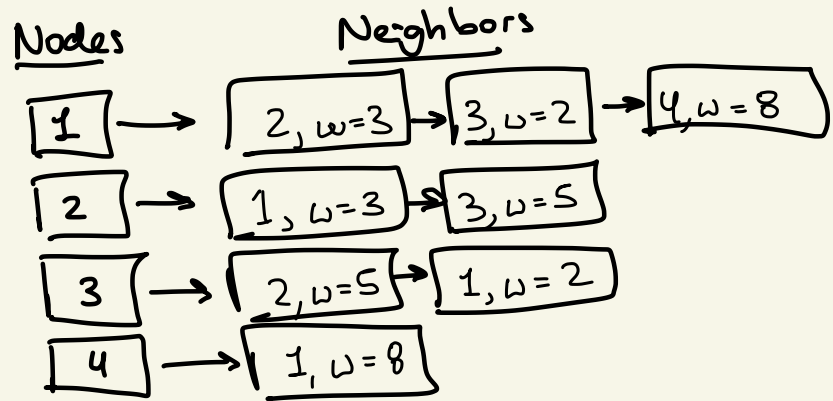 Nodes Neighbors
1 → 2, w=3 → 3, w=2 → 4, w=8
2 → 1, w=3 → 3, w=5
3 → 2, w=5 → 1, w=2
4 → 1, w=8